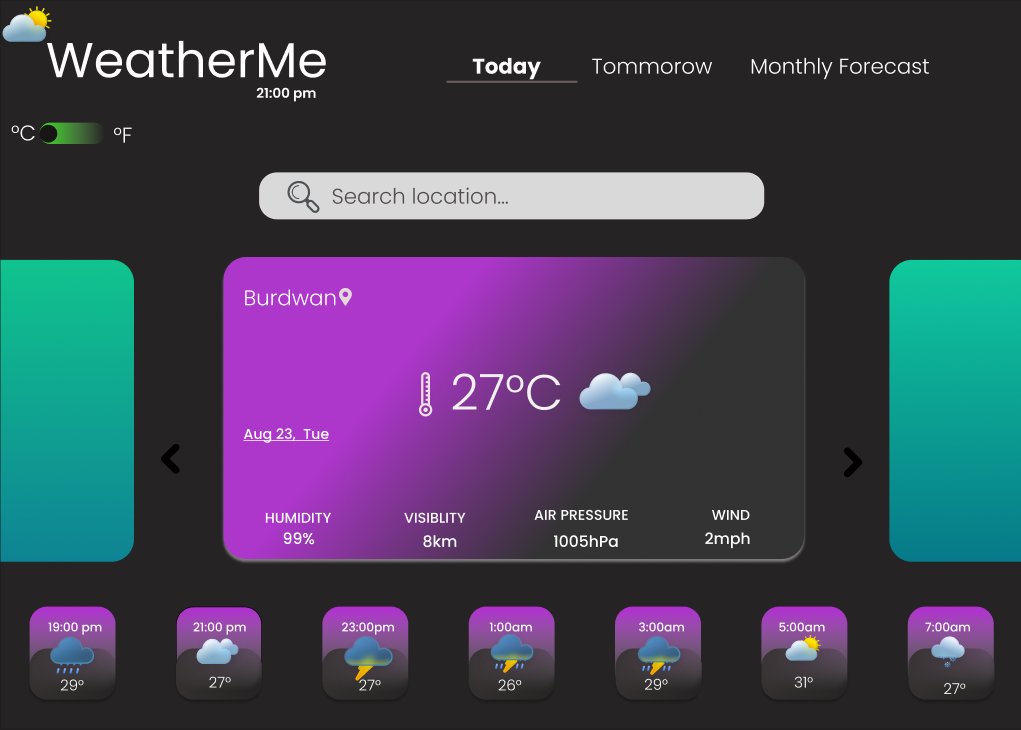 WeatherMe
21:00 pm
Today Tommorow Monthly Forecast
ºC ºF
Search location...
Burdwan
27ºC
Aug 23, Tue
HUMIDITY VISIBLITY AIR PRESSURE WIND
99% 8km 1005hPa 2mph
19:00 pm 21:00 pm 23:00pm 1:00am 3:00am 5:00am 7:00am
29º 27º 27º 26º 29º 31º 27º